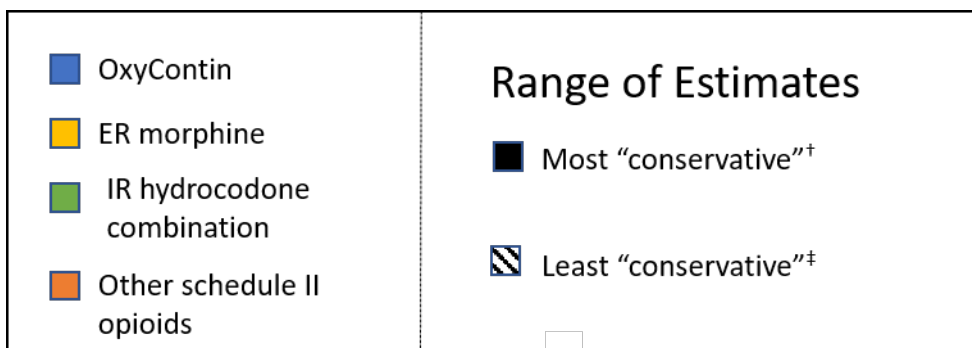 OxyContin
ER morphine
IR hydrocodone
combination
Other schedule II
opioids
Range of Estimates
Most “conservative”†
Least “conservative”‡